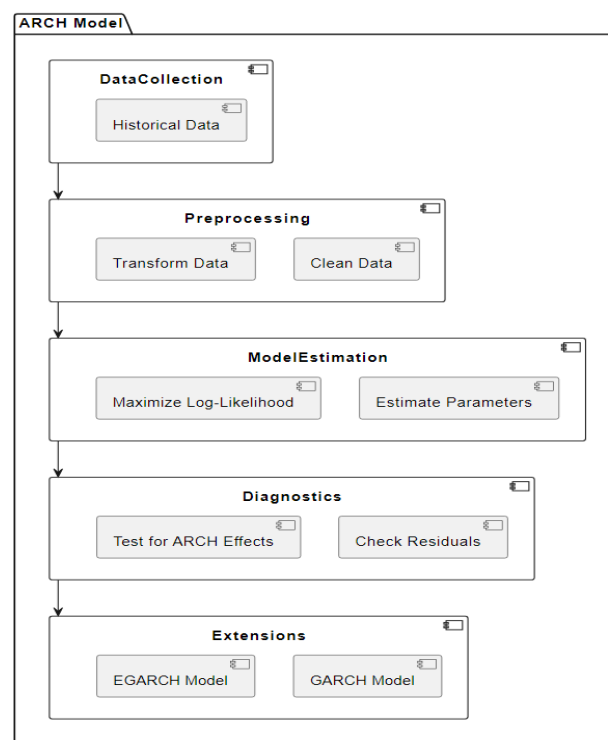 ARCH Model
DataCollection
Historical Data
Preprocessing
Transform Data
Clean Data
ModelEstimation
Maximize Log-Likelihood
Estimate Parameters
Diagnostics
Test for ARCH Effects
Check Residuals
Extensions
EGARCH Model
GARCH Model